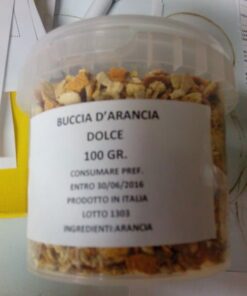 BUCCIA D'ARANCIA
DOLCE
100 GR.
CONSUMARE PREF.
ENTRO 30/06/2016
PRODOTTO IN ITALIA
LOTTO 1303
INGREDIENTI:ARANCIA